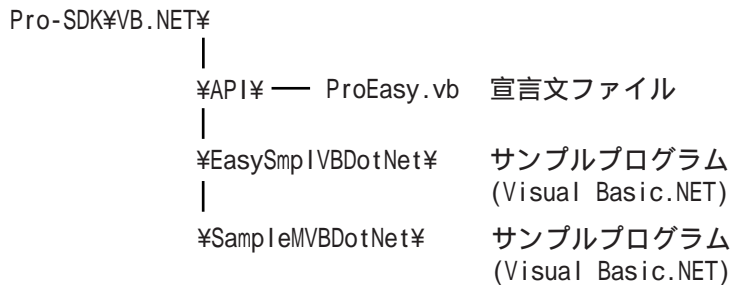 Pro-SDK¥VB.NET¥
¥API¥ ProEasy.vb 宣言文ファイル
¥EasySmplVBDotNet¥ サンプルプログラム
(Visual Basic.NET)
¥SampleMVBDotNet¥ サンプルプログラム
(Visual Basic.NET)